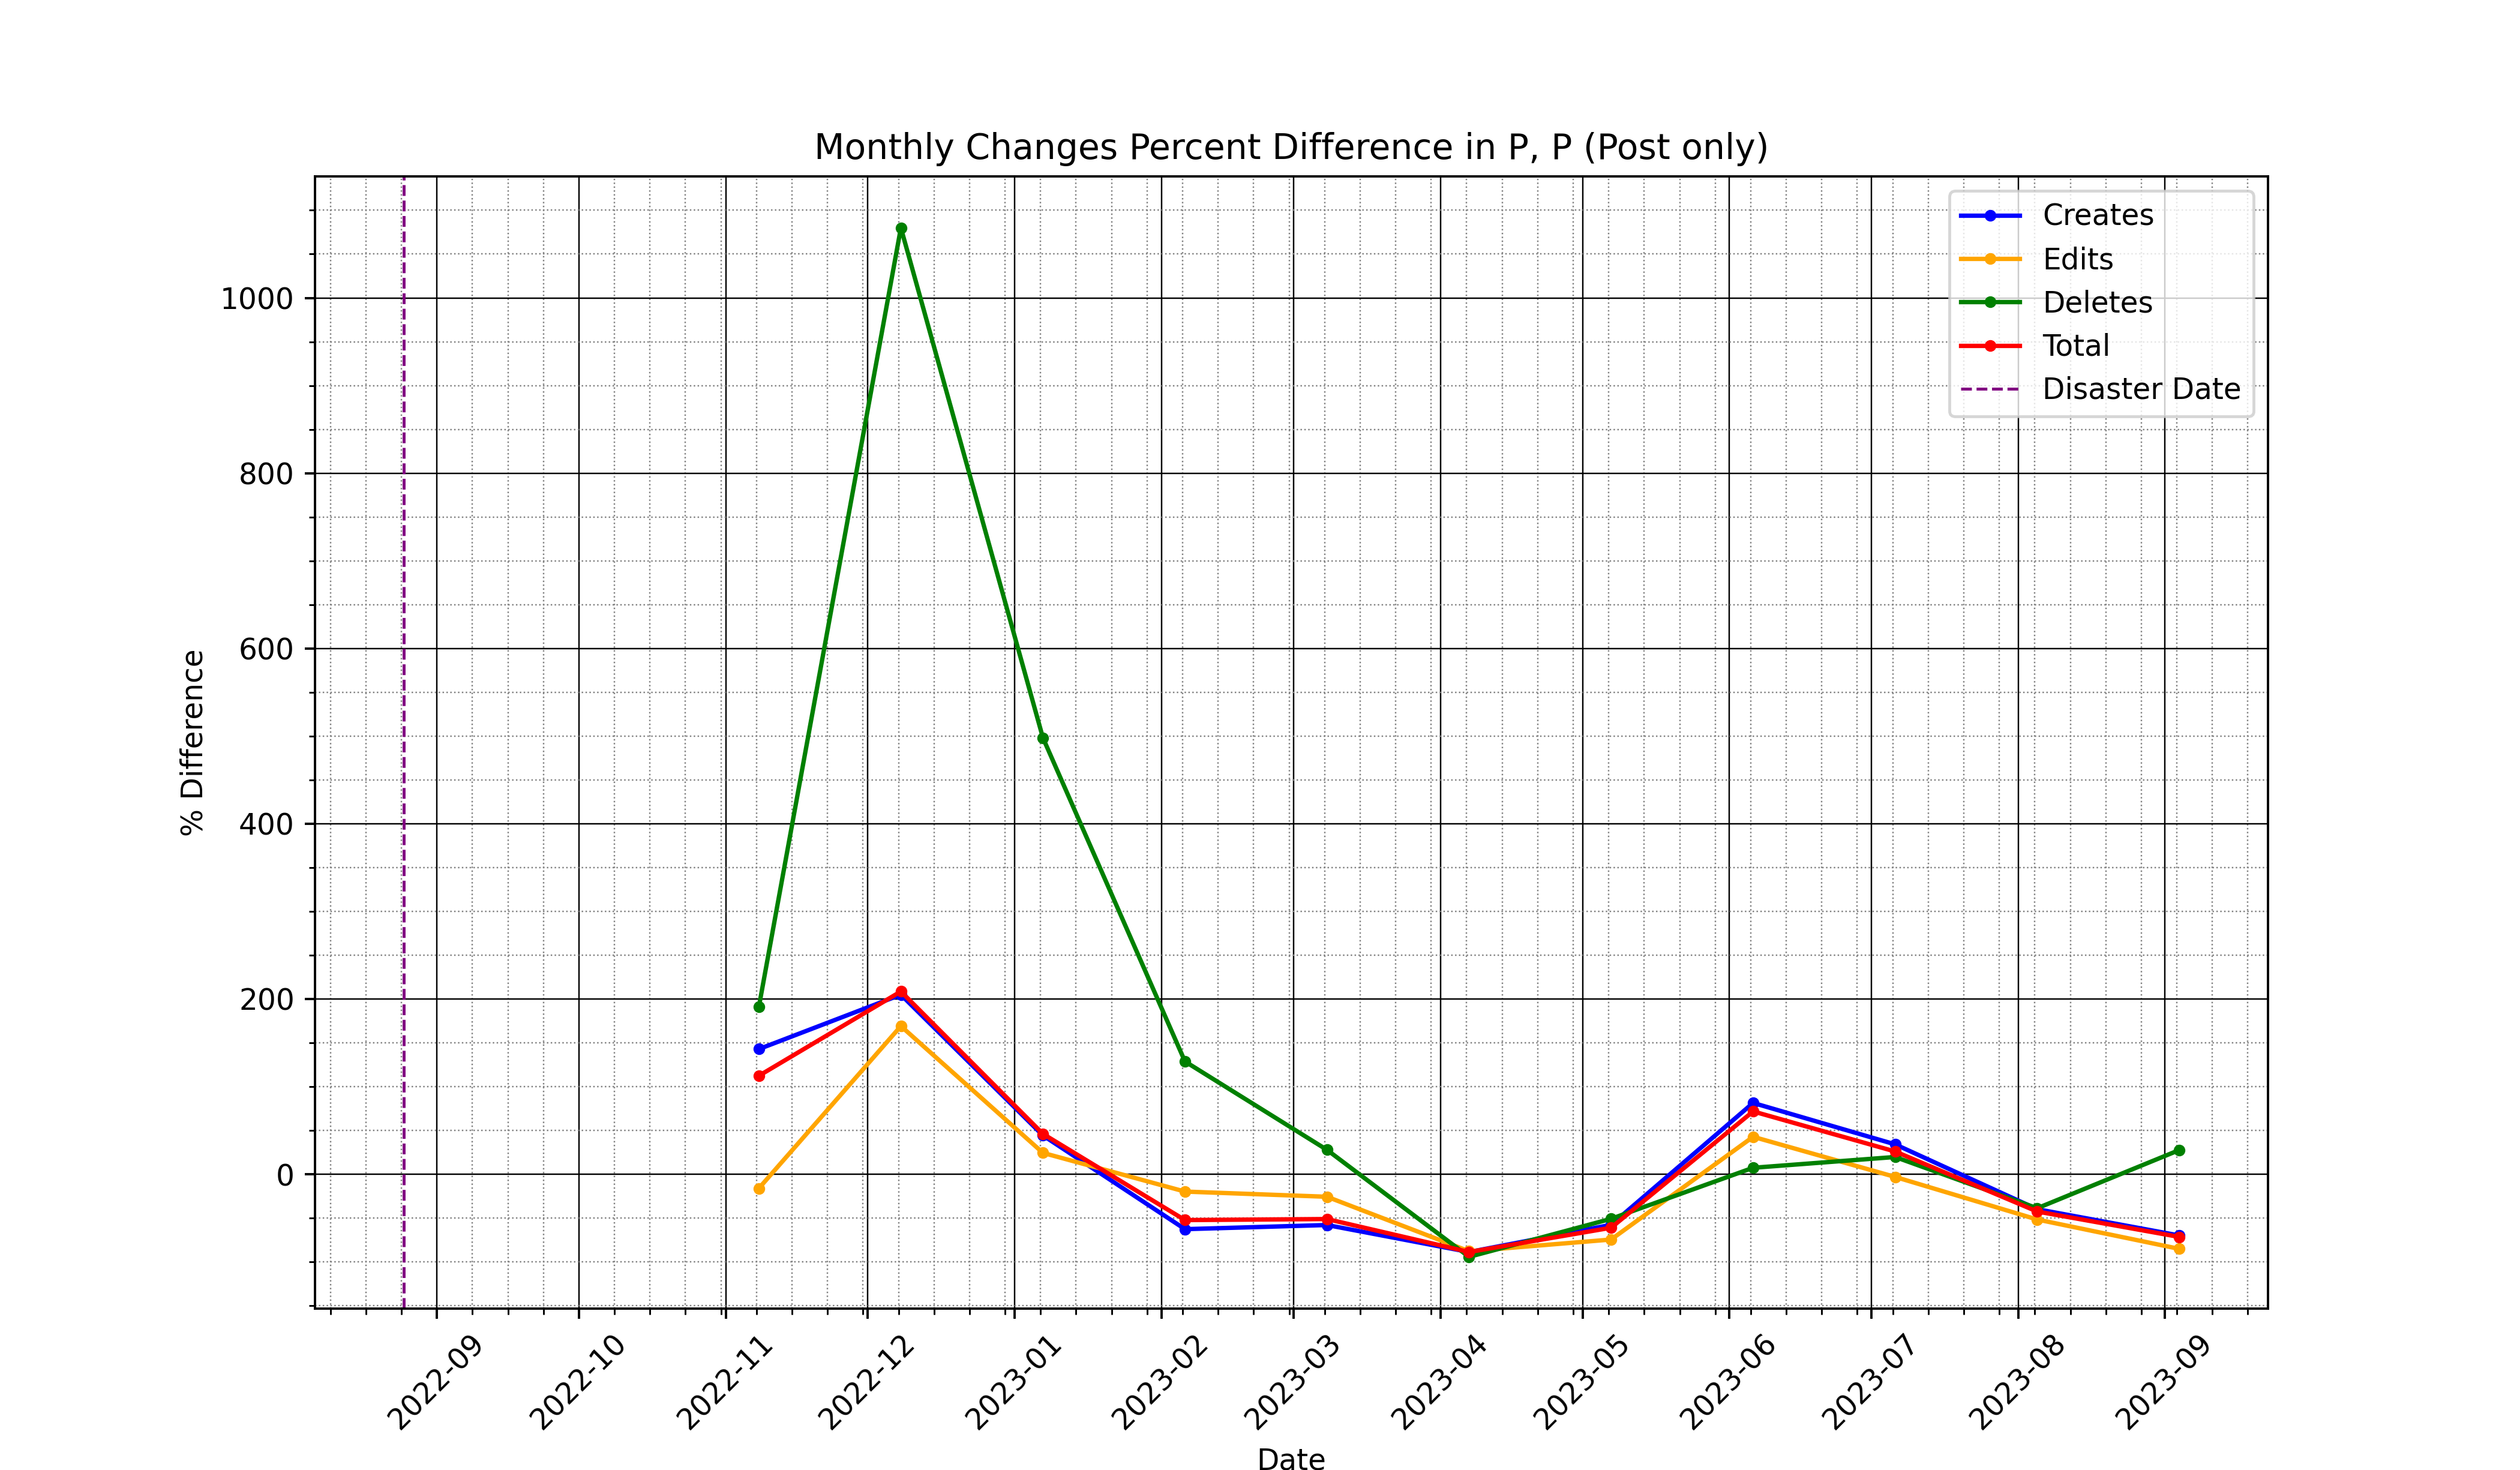 Monthly Changes Percent Difference in P, P (Post only)
Creates
Edits
Deletes
Total
Disaster Date
% Difference
1000
800
600
400
200
0
2022-09
2022-10
2022-11
2022-12
2023-01
2023-02
2023-03
2023-04
2023-05
2023-06
2023-07
2023-08
2023-09
Date